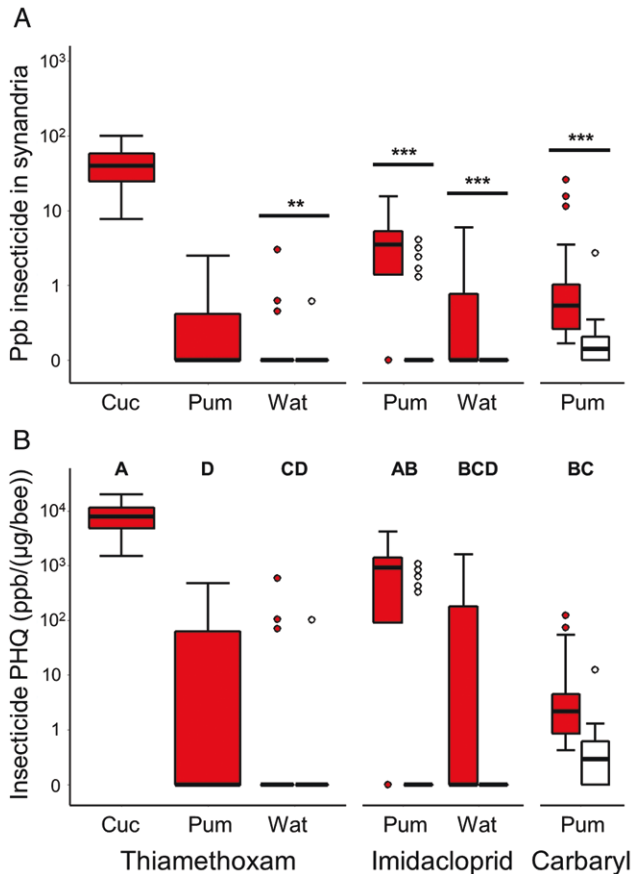 A
Ppb insecticide in synandria
10³
10²
10
1
0
**
***
***
***
Cuc Pum Wat Pum Wat Pum
B
Insecticide PHQ (ppb/(μg/bee))
A D CD AB BCD BC
10⁴
10³
10²
10
1
0
Cuc Pum Wat Pum Wat Pum
Thiamethoxam Imidacloprid Carbaryl